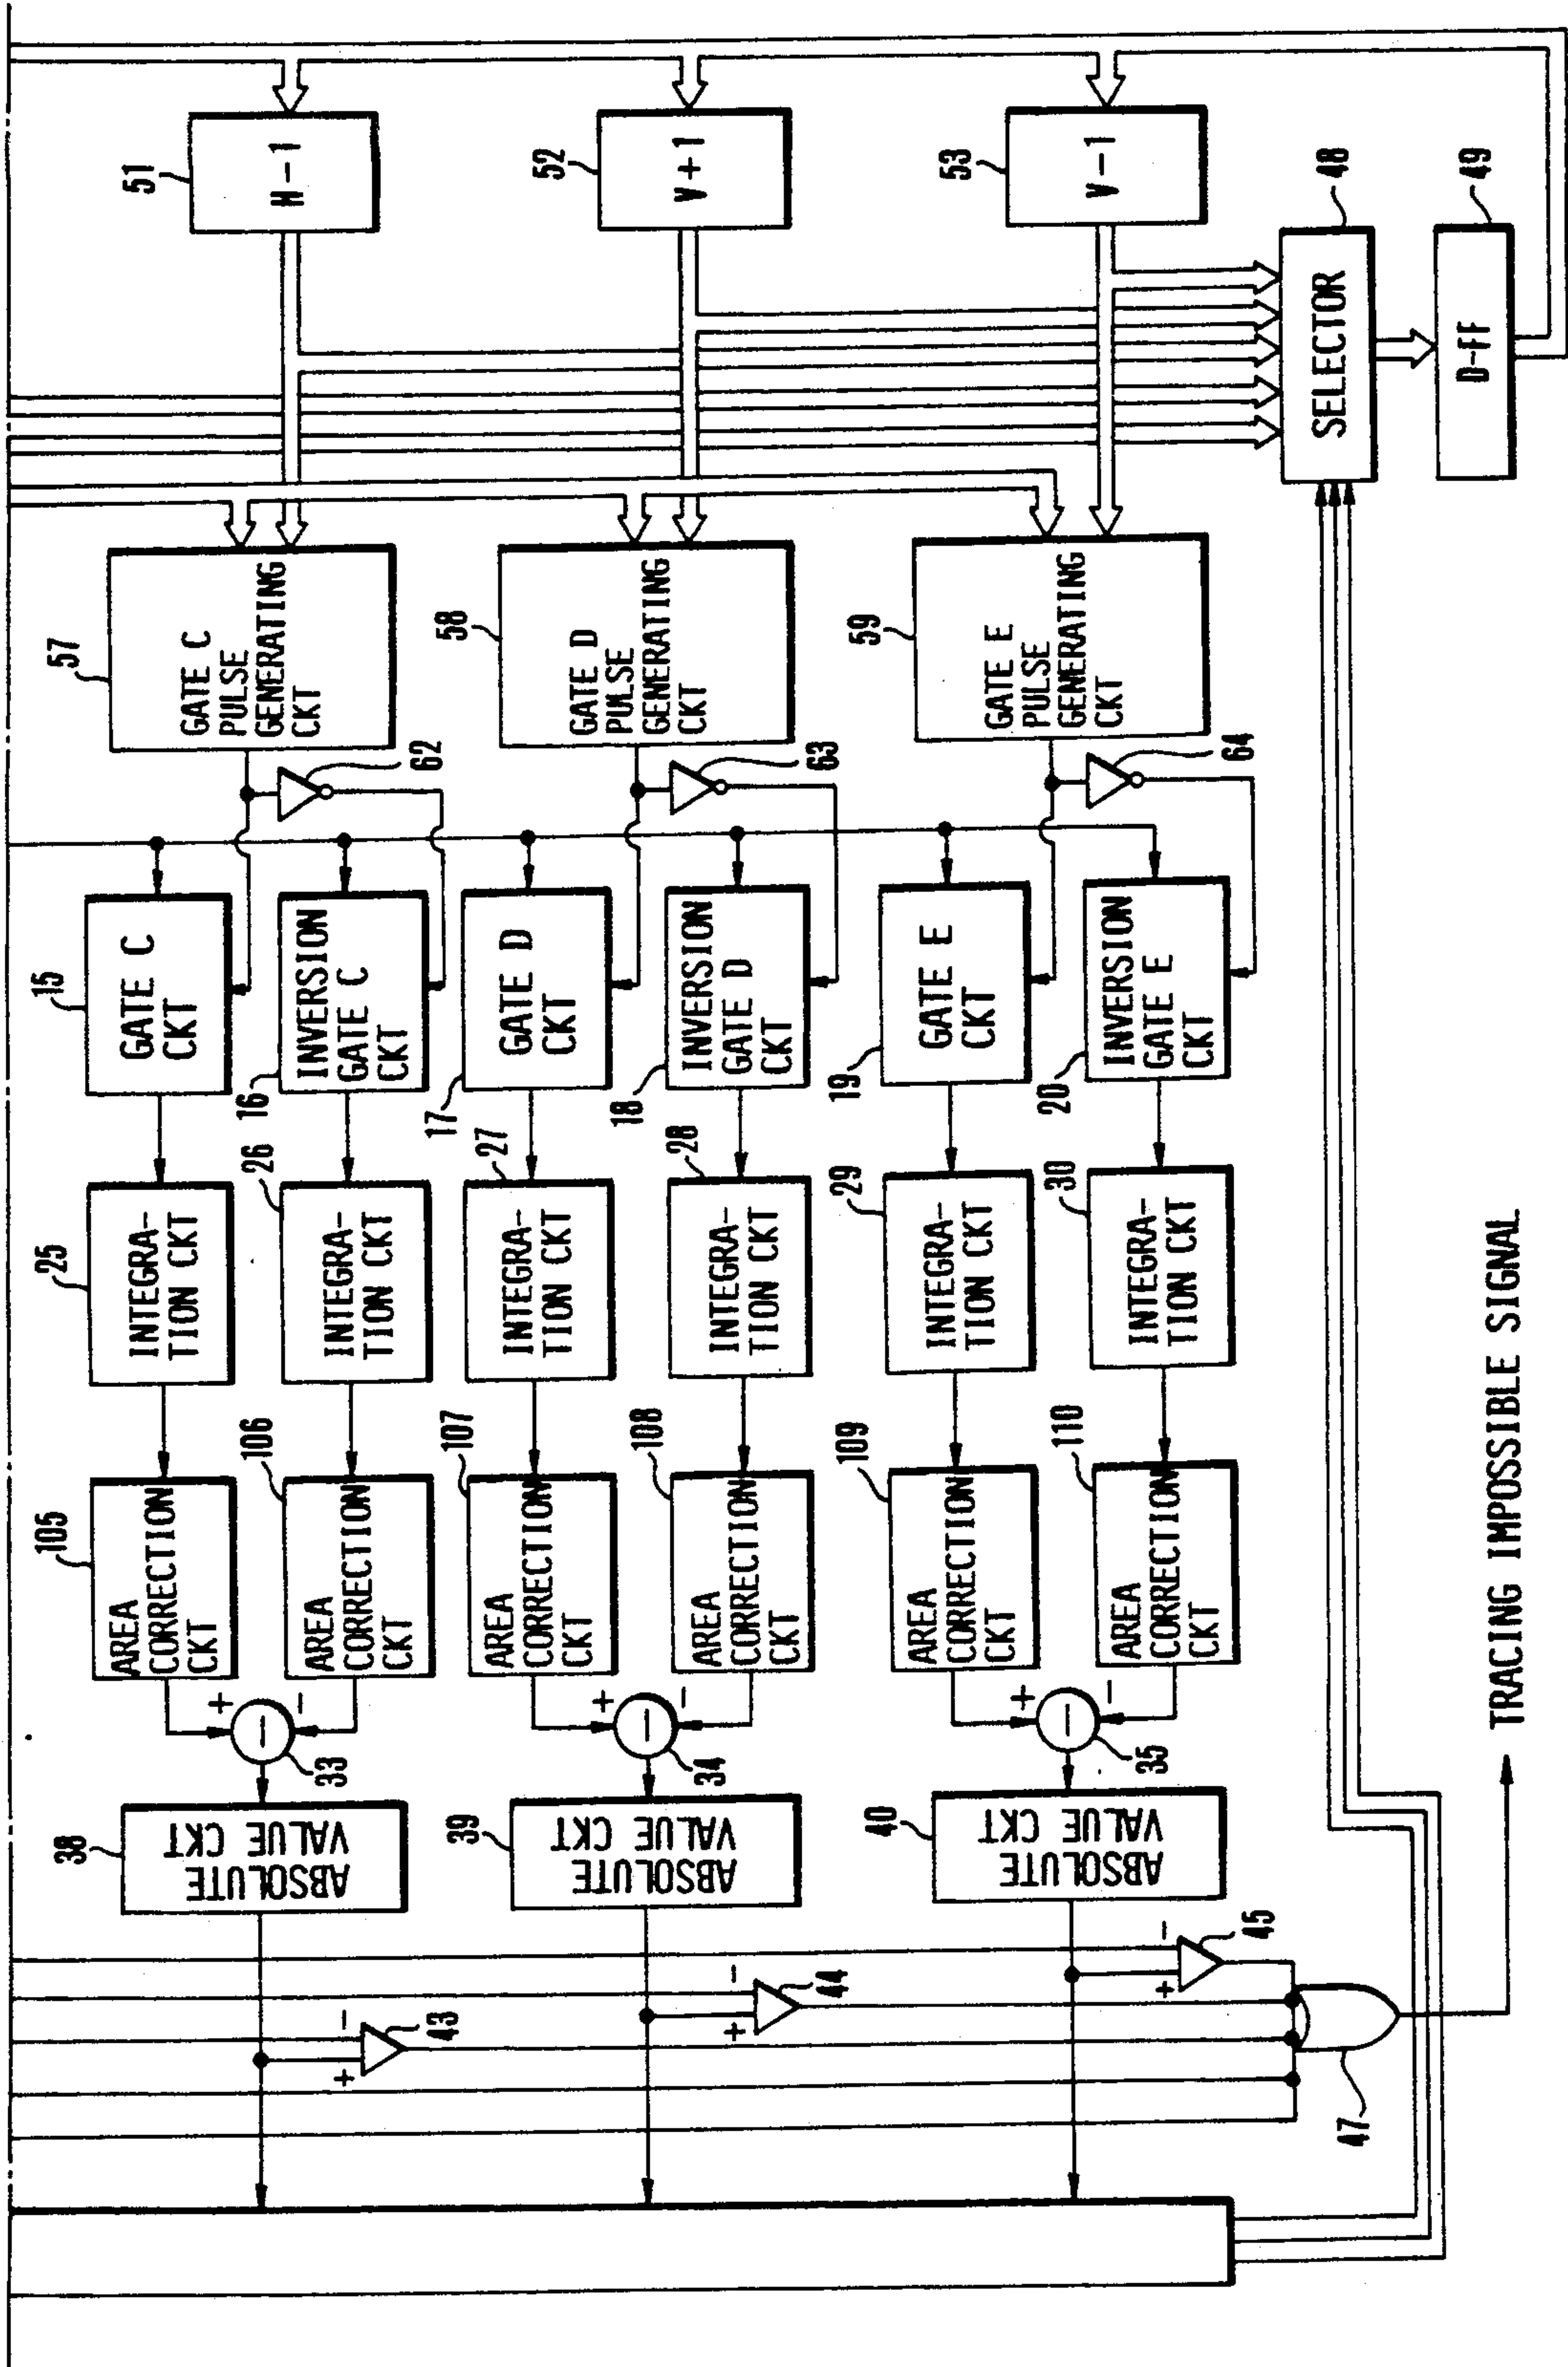 38
ABSOLUTE
VALUE CKT
33
+
−
−
105
AREA
CORRECTION
CKT
25
INTEGRA-
TION CKT
15
GATE C
CKT
57
GATE C
PULSE
GENERATING
CKT
51
H-1
43
+
−
106
AREA
CORRECTION
CKT
26
INTEGRA-
TION CKT
16
INVERSION
GATE C
CKT
62
39
ABSOLUTE
VALUE CKT
34
+
−
−
107
AREA
CORRECTION
CKT
27
INTEGRA-
TION CKT
17
GATE D
CKT
58
GATE D
PULSE
GENERATING
CKT
52
V+1
44
+
−
108
AREA
CORRECTION
CKT
28
INTEGRA-
TION CKT
18
INVERSION
GATE D
CKT
63
40
ABSOLUTE
VALUE CKT
35
+
−
−
109
AREA
CORRECTION
CKT
29
INTEGRA-
TION CKT
19
GATE E
CKT
59
GATE E
PULSE
GENERATING
CKT
53
V-1
45
+
−
110
AREA
CORRECTION
CKT
30
INTEGRA-
TION CKT
20
INVERSION
GATE E
CKT
64
47
SELECTOR
48
D-FF
49
TRACING IMPOSSIBLE SIGNAL